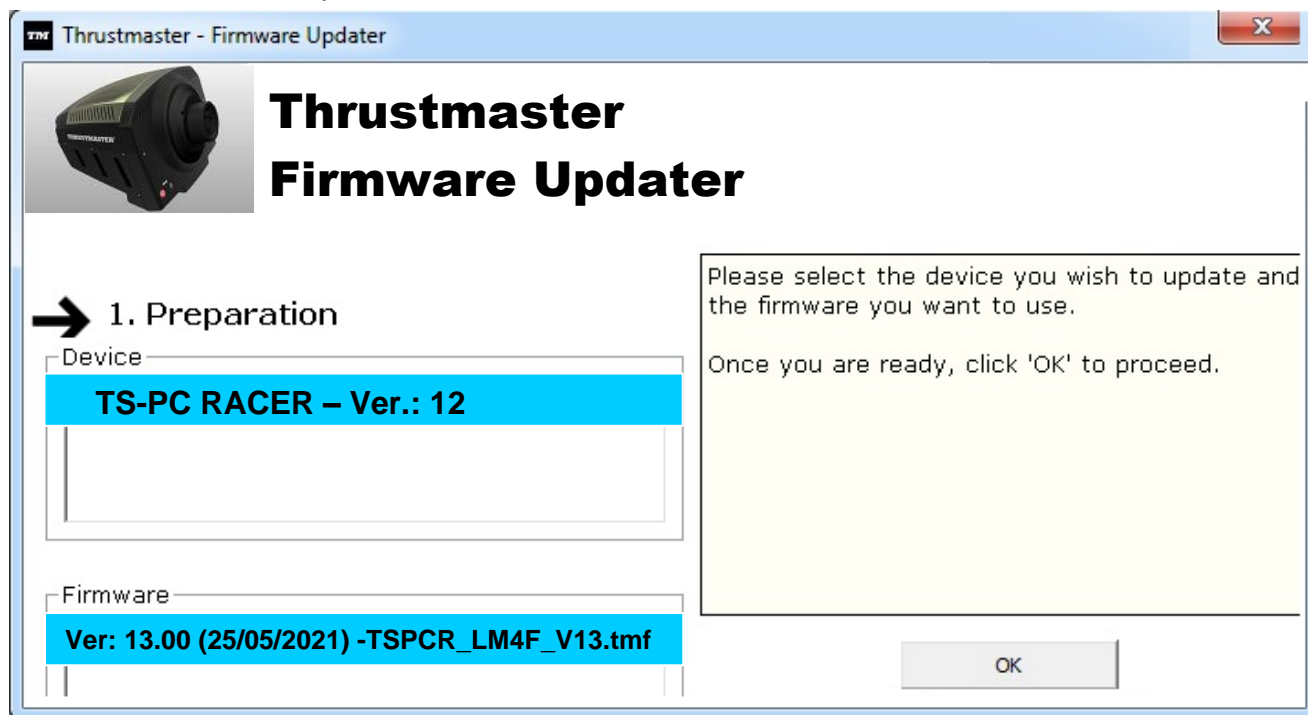 Thrustmaster - Firmware Updater
Thrustmaster
Firmware Updater
1. Preparation
Device
TS-PC RACER – Ver.: 12
Firmware
Ver: 13.00 (25/05/2021) -TSPCR_LM4F_V13.tmf
Please select the device you wish to update and
the firmware you want to use.
Once you are ready, click 'OK' to proceed.
OK